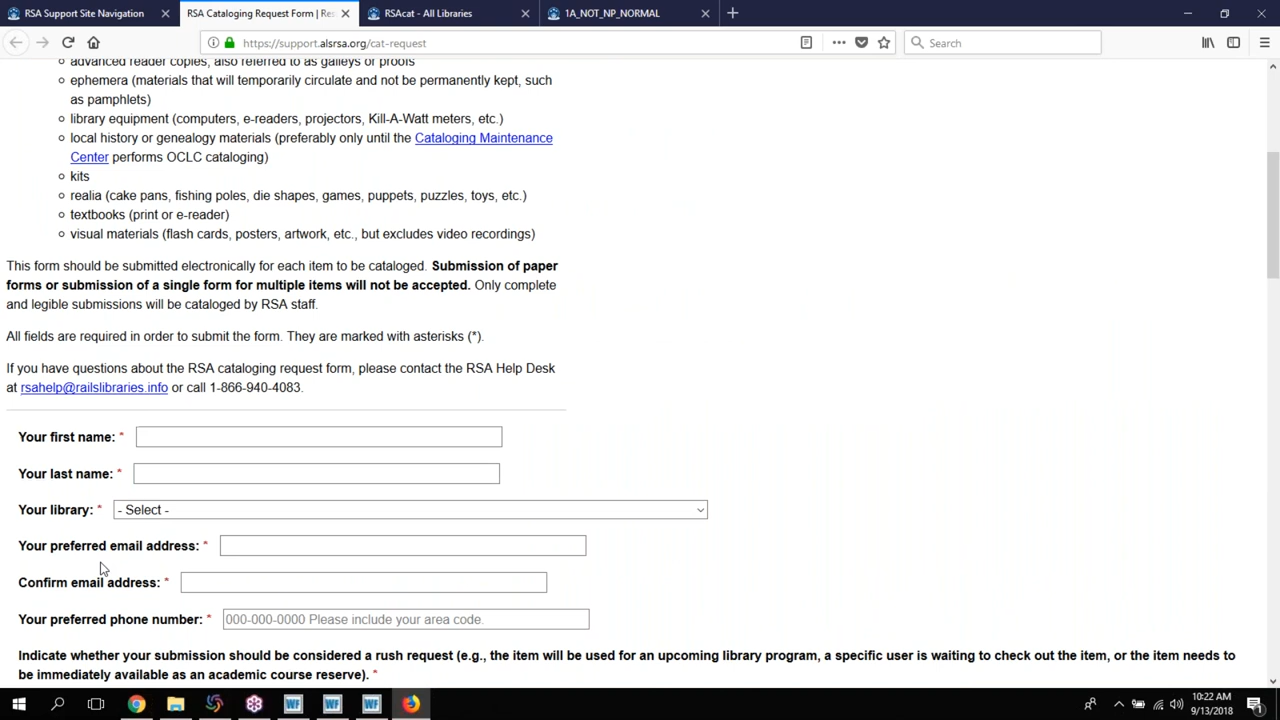 RSA Support Site Navigation
RSA Cataloging Request Form | Res
RSAcat - All Libraries
1A_NOT_NP_NORMAL
https://support.alsrsa.org/cat-request
Search
advanced reader copies, also referred to as galleys or proofs
ephemera (materials that will temporarily circulate and not be permanently kept, such
as pamphlets)
library equipment (computers, e-readers, projectors, Kill-A-Watt meters, etc.)
local history or genealogy materials (preferably only until the Cataloging Maintenance
Center performs OCLC cataloging)
kits
realia (cake pans, fishing poles, die shapes, games, puppets, puzzles, toys, etc.)
textbooks (print or e-reader)
visual materials (flash cards, posters, artwork, etc., but excludes video recordings)
This form should be submitted electronically for each item to be cataloged. Submission of paper
forms or submission of a single form for multiple items will not be accepted. Only complete
and legible submissions will be cataloged by RSA staff.
All fields are required in order to submit the form. They are marked with asterisks (*).
If you have questions about the RSA cataloging request form, please contact the RSA Help Desk
at rsahelp@railslibraries.info or call 1-866-940-4083.
Your first name: *
Your last name: *
Your library: * - Select -
Your preferred email address: *
Confirm email address: *
Your preferred phone number: * 000-000-0000 Please include your area code.
Indicate whether your submission should be considered a rush request (e.g., the item will be used for an upcoming library program, a specific user is waiting to check out the item, or the item needs to
be immediately available as an academic course reserve). *
10:22 AM
9/13/2018